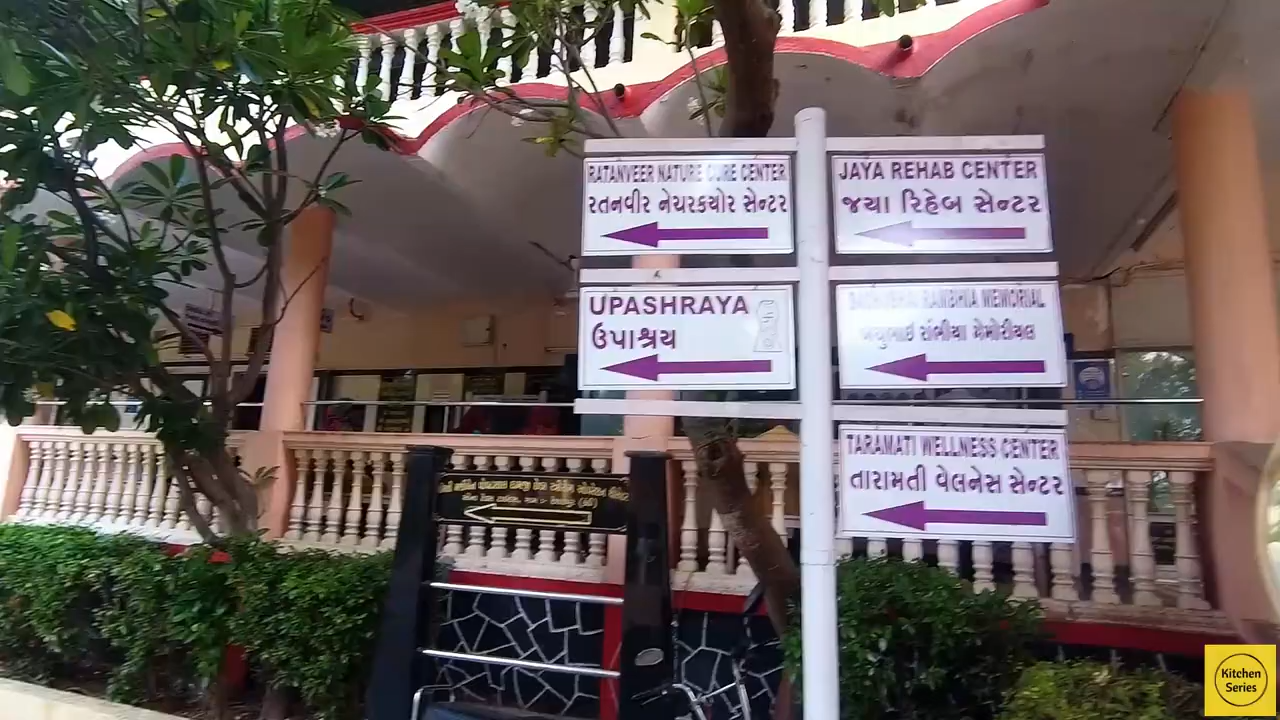 RATANVEER NATURE CURE CENTER
રતનવીર નેચરક્યોર સેન્ટર
JAYA REHAB CENTER
જયા રિહેબ સેન્ટર
UPASHRAYA
ઉપાશ્રય
RAMBHIA MEMORIAL
રાંભીયા મેમોરીયલ
TARAMATI WELLNESS CENTER
તારામતી વેલનેસ સેન્ટર
Kitchen
Series